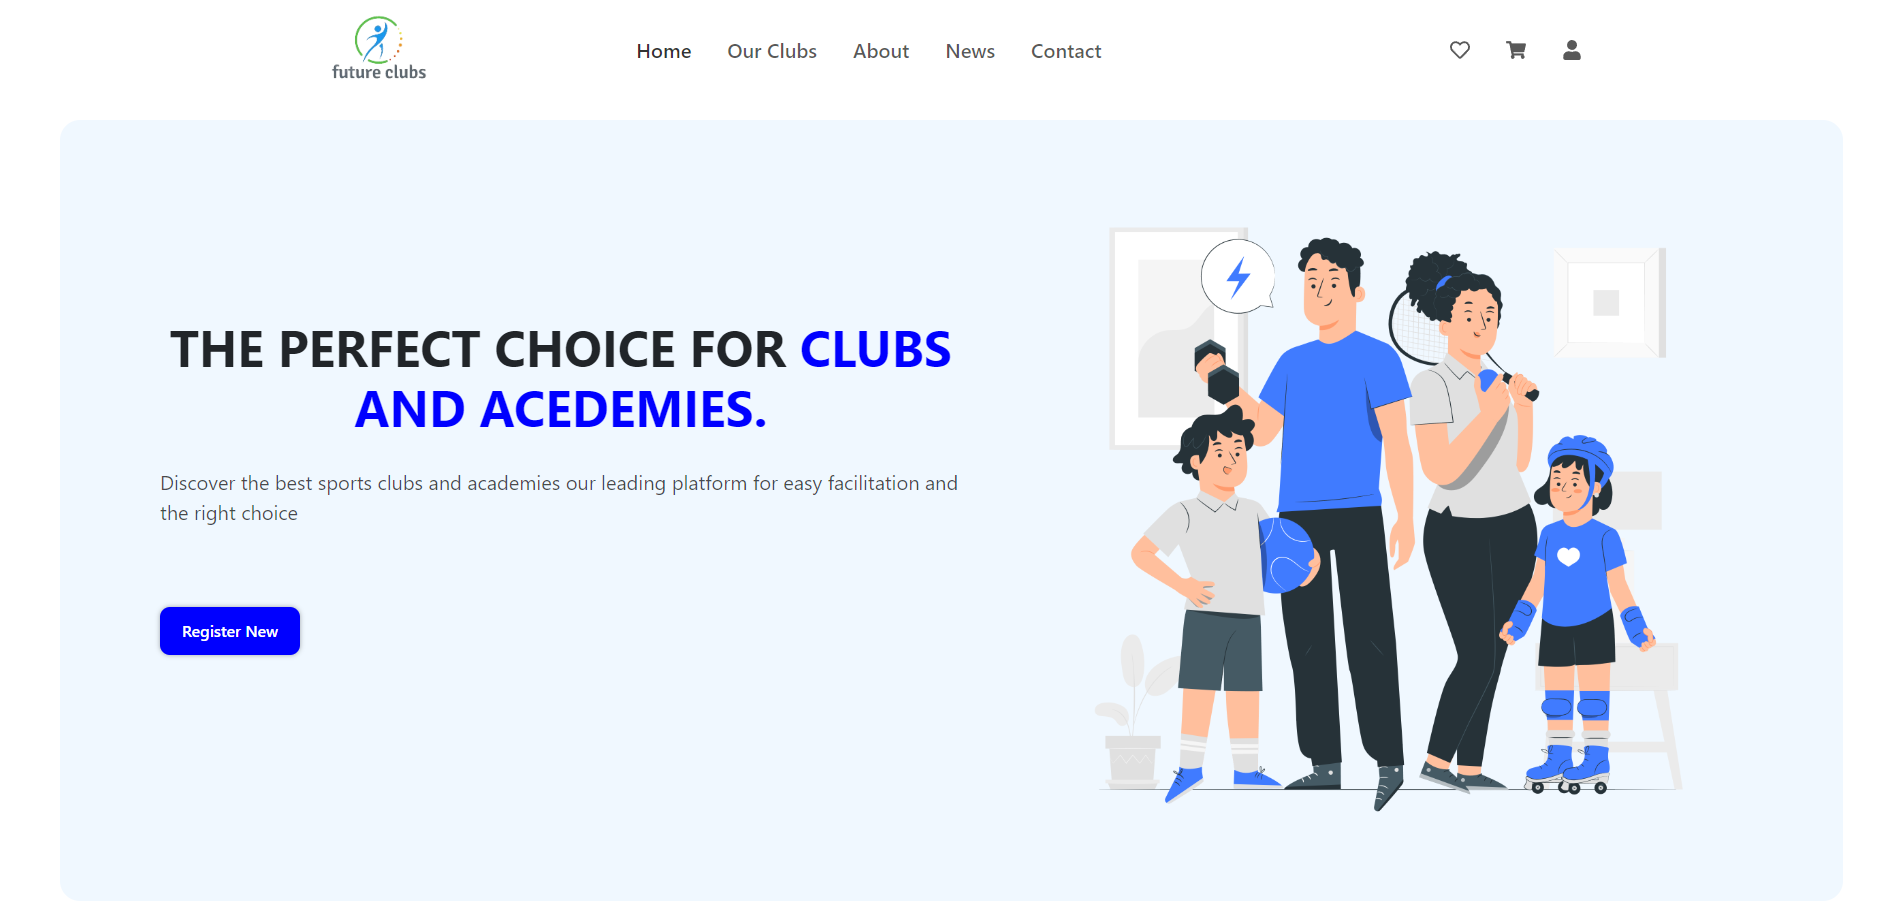 future clubs
Home Our Clubs About News Contact
THE PERFECT CHOICE FOR CLUBS
AND ACEDEMIES.
Discover the best sports clubs and academies our leading platform for easy facilitation and
the right choice
Register New